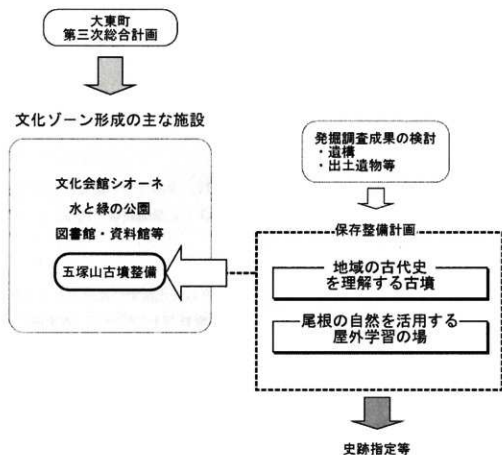 大東町
第三次総合計画
文化ゾーン形成の主な施設
文化会館シオーネ
水と緑の公園
図書館・資料館等
五塚山古墳整備
発掘調査成果の検討
・遺構
・出土遺物等
保存整備計画
地域の古代史
を理解する古墳
尾根の自然を活用する
屋外学習の場
史跡指定等